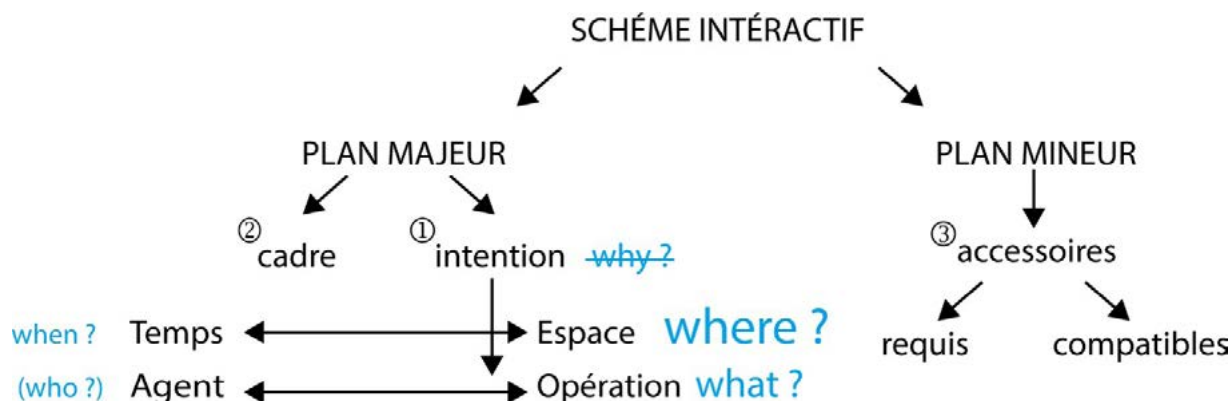 SCHÉME INTÉRACTIF
PLAN MAJEUR PLAN MINEUR
② cadre ① intention why ? ③ accessoires
when ? Temps Espace where ? requis compatibles
(who ?) Agent Opération what ?